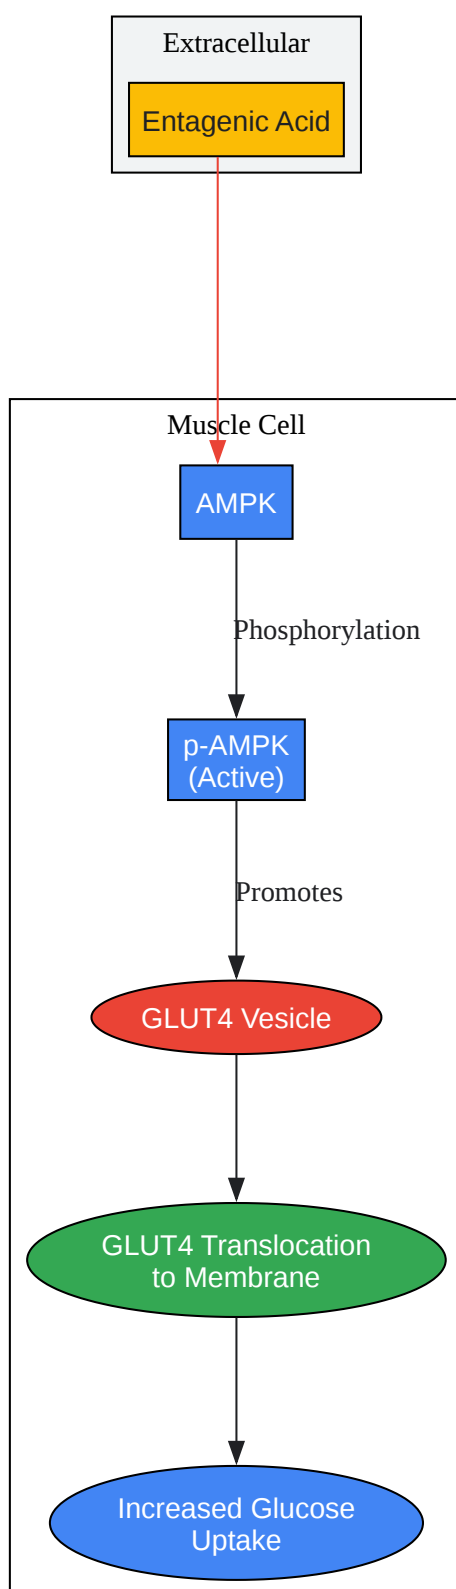 Extracellular
Entagenic Acid
Muscle Cell
AMPK
Phosphorylation
p-AMPK
(Active)
Promotes
GLUT4 Vesicle
GLUT4 Translocation
to Membrane
Increased Glucose
Uptake